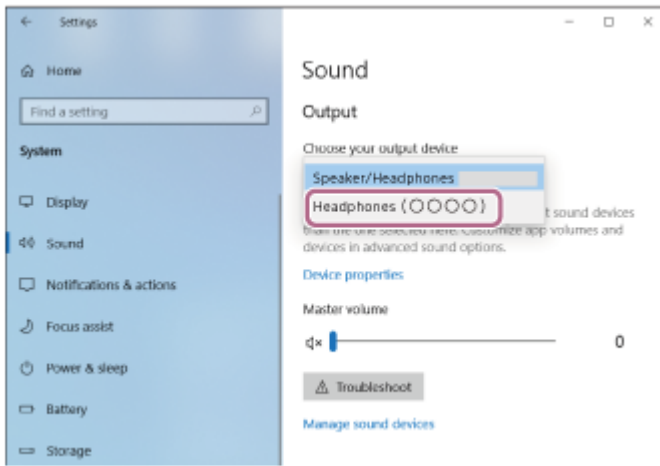 Settings
Home
Find a setting
System
Display
Sound
Notifications & actions
Focus assist
Power & sleep
Battery
Storage
Sound
Output
Choose your output device
Speaker/Headphones
Headphones (○○○○)
t sound devices
than the one selected here. Customize app volumes and
devices in advanced sound options.
Device properties
Master volume
0
Troubleshoot
Manage sound devices